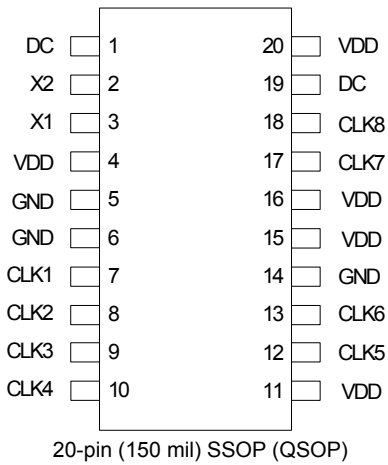 DC 1 20 VDD
X2 2 19 DC
X1 3 18 CLK8
VDD 4 17 CLK7
GND 5 16 VDD
GND 6 15 VDD
CLK1 7 14 GND
CLK2 8 13 CLK6
CLK3 9 12 CLK5
CLK4 10 11 VDD
20-pin (150 mil) SSOP (QSOP)